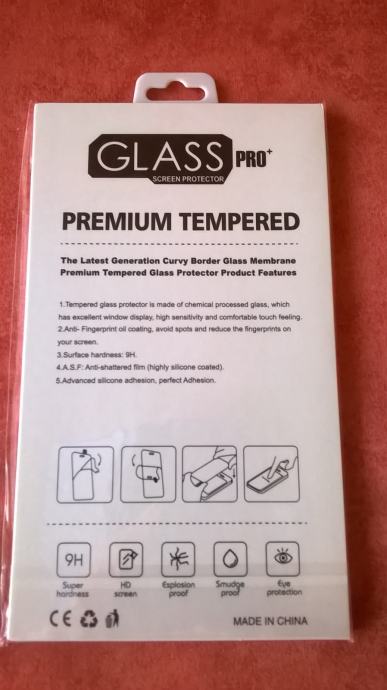 GLASS PRO+
SCREEN PROTECTOR
PREMIUM TEMPERED
The Latest Generation Curvy Border Glass Membrane
Premium Tempered Glass Protector Product Features
1.Tempered glass protector is made of chemical processed glass, which
has excellent window display, high sensitivity and comfortable touch feeling.
2.Anti- Fingerprint oil coating, avoid spots and reduce the fingerprints on
your screen.
3.Surface hardness: 9H.
4.A.S.F: Anti-shattered film (highly silicone coated).
5.Advanced silicone adhesion, perfect Adhesion.
9H
Super hardness
HD screen
Explosion proof
Smudge proof
Eye protection
CE
MADE IN CHINA